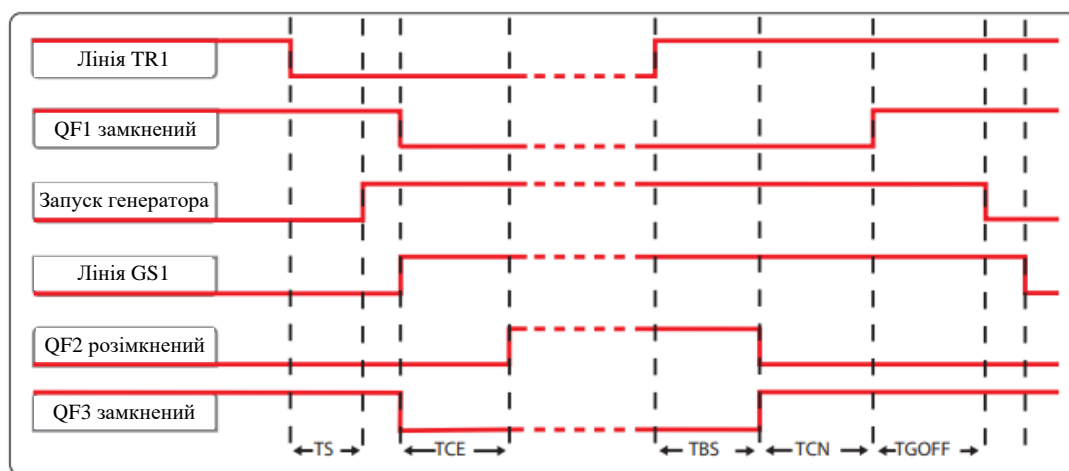 Лінія TR1
QF1 замкнений
Запуск генератора
Лінія GS1
QF2 розімкнений
QF3 замкнений
TS
TCE
TBS
TCN
TGOFF